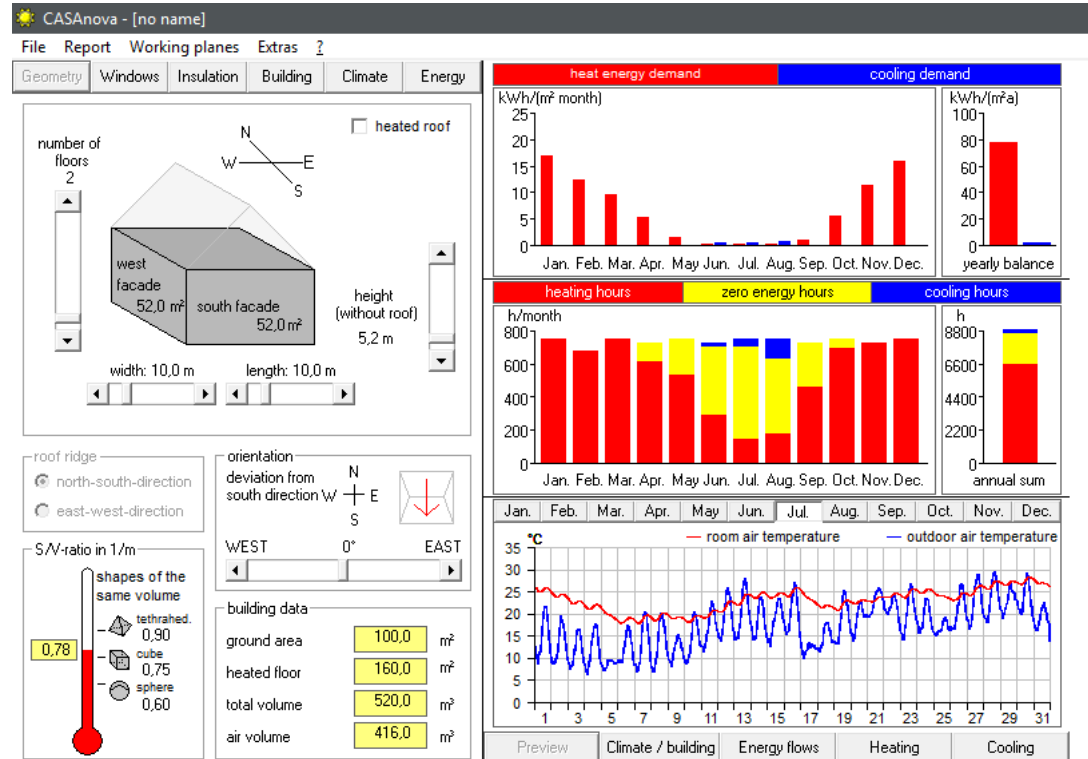 CASAnova - [no name]
File Report Working planes Extras ?
Geometry Windows Insulation Building Climate Energy
number of
floors
2
heated roof
N
W E
S
west
facade
52,0 m²
south facade
52,0 m²
height
(without roof)
5,2 m
width: 10,0 m length: 10,0 m
roof ridge
north-south-direction
east-west-direction
orientation
deviation from
south direction
N
W E
S
WEST 0° EAST
S/V-ratio in 1/m
shapes of the
same volume
tethrahed.
0,90
cube
0,75
sphere
0,60
0,78
building data
ground area 100,0 m²
heated floor 160,0 m²
total volume 520,0 m³
air volume 416,0 m³
heat energy demand cooling demand
kWh/(m² month)
25
20
15
10
5
0
Jan. Feb. Mar. Apr. May Jun. Jul. Aug. Sep. Oct. Nov. Dec.
kWh/(m²a)
100
80
60
40
20
0
yearly balance
heating hours zero energy hours cooling hours
h/month
800
600
400
200
0
Jan. Feb. Mar. Apr. May Jun. Jul. Aug. Sep. Oct. Nov. Dec.
h
8800
6600
4400
2200
0
annual sum
Jan. Feb. Mar. Apr. May Jun. Jul. Aug. Sep. Oct. Nov. Dec.
°C
room air temperature outdoor air temperature
35
30
25
20
15
10
5
0
1 3 5 7 9 11 13 15 17 19 21 23 25 27 29 31
Preview Climate / building Energy flows Heating Cooling